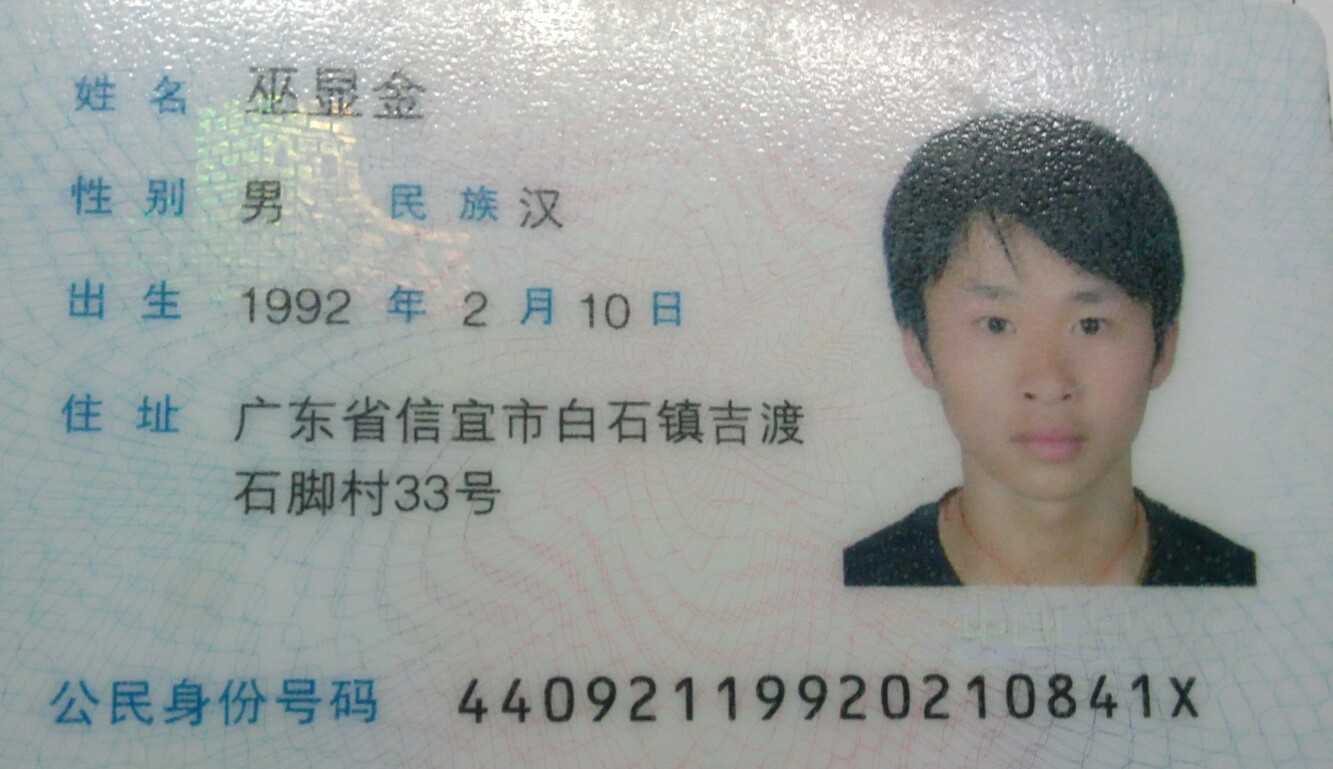 姓名 巫显金
性别 男 民族 汉
出生 1992 年 2 月 10 日
住址 广东省信宜市白石镇吉渡
石脚村33号
公民身份号码 44092119920210841X